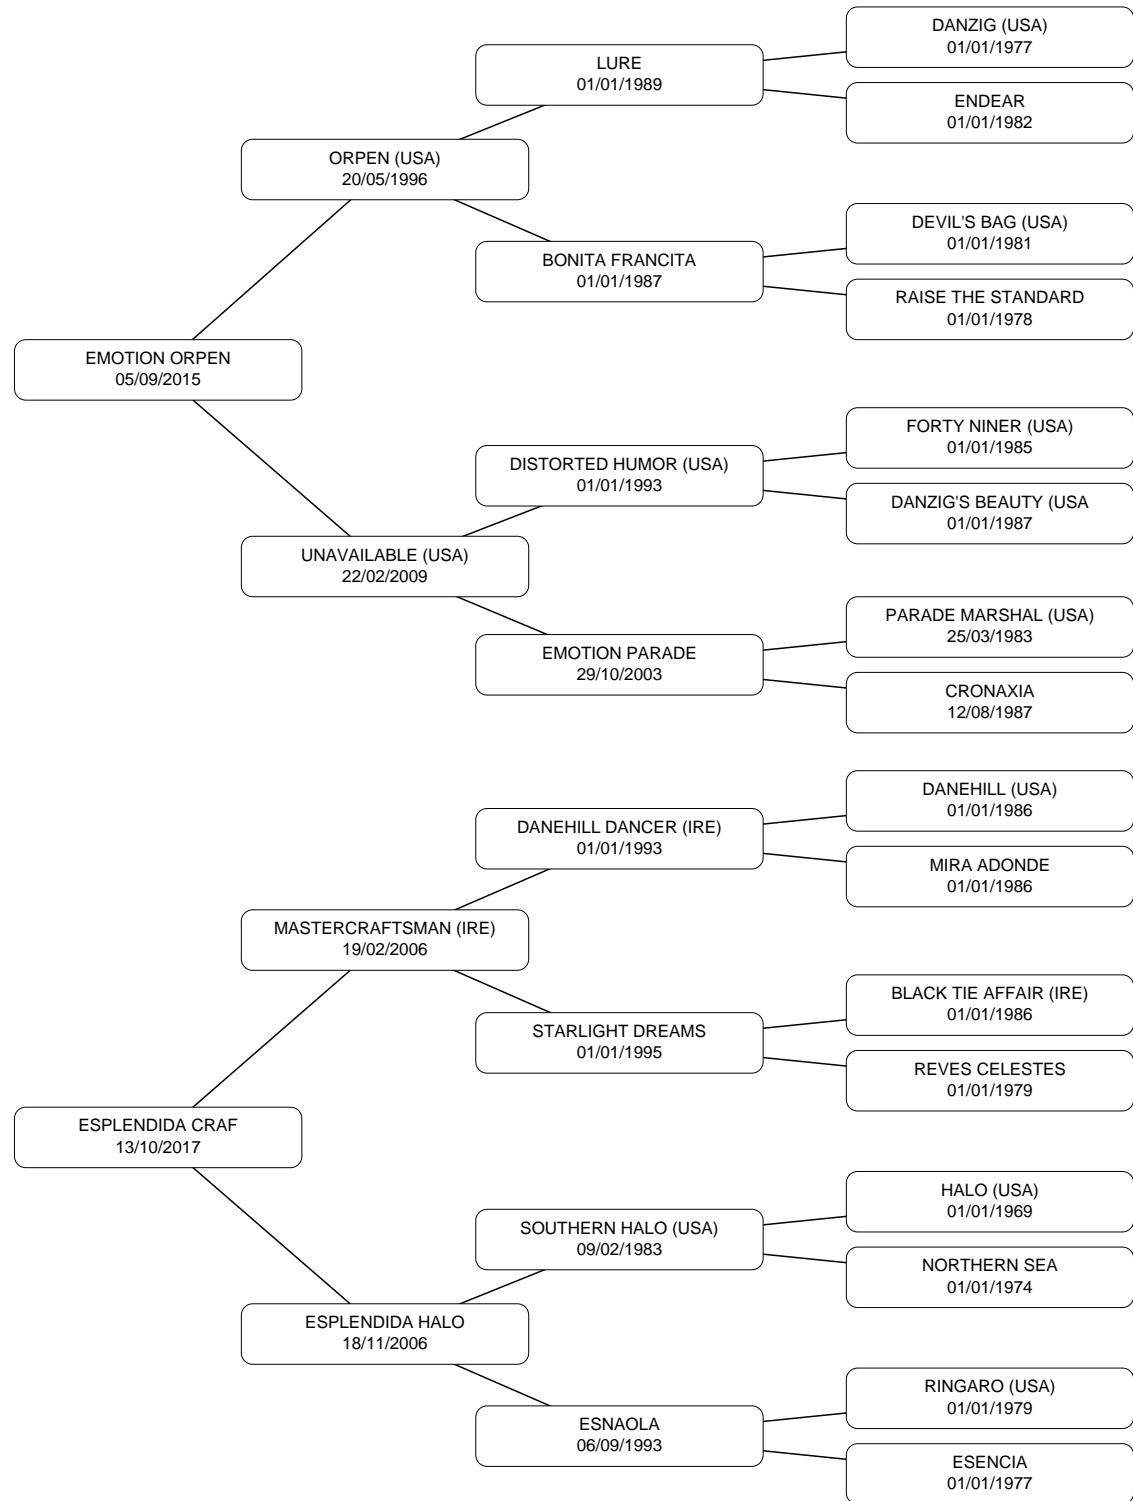 DANZIG (USA)
01/01/1977
LURE
01/01/1989
ENDEAR
01/01/1982
ORPEN (USA)
20/05/1996
DEVIL'S BAG (USA)
01/01/1981
BONITA FRANCITA
01/01/1987
RAISE THE STANDARD
01/01/1978
EMOTION ORPEN
05/09/2015
FORTY NINER (USA)
01/01/1985
DISTORTED HUMOR (USA)
01/01/1993
DANZIG'S BEAUTY (USA
01/01/1987
UNAVAILABLE (USA)
22/02/2009
PARADE MARSHAL (USA)
25/03/1983
EMOTION PARADE
29/10/2003
CRONAXIA
12/08/1987
DANEHILL (USA)
01/01/1986
DANEHILL DANCER (IRE)
01/01/1993
MIRA ADONDE
01/01/1986
MASTERCRAFTSMAN (IRE)
19/02/2006
BLACK TIE AFFAIR (IRE)
01/01/1986
STARLIGHT DREAMS
01/01/1995
REVES CELESTES
01/01/1979
ESPLENDIDA CRAF
13/10/2017
HALO (USA)
01/01/1969
SOUTHERN HALO (USA)
09/02/1983
NORTHERN SEA
01/01/1974
ESPLENDIDA HALO
18/11/2006
RINGARO (USA)
01/01/1979
ESNAOLA
06/09/1993
ESENCIA
01/01/1977